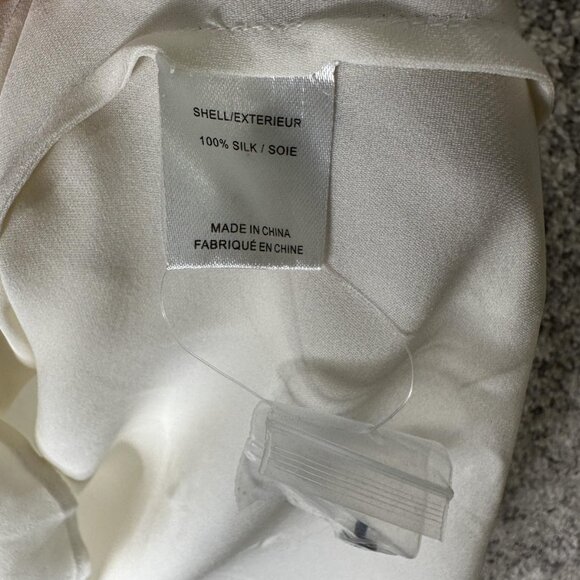 SHELL/EXTERIEUR
100% SILK / SOIE
MADE IN CHINA
FABRIQUÉ EN CHINE